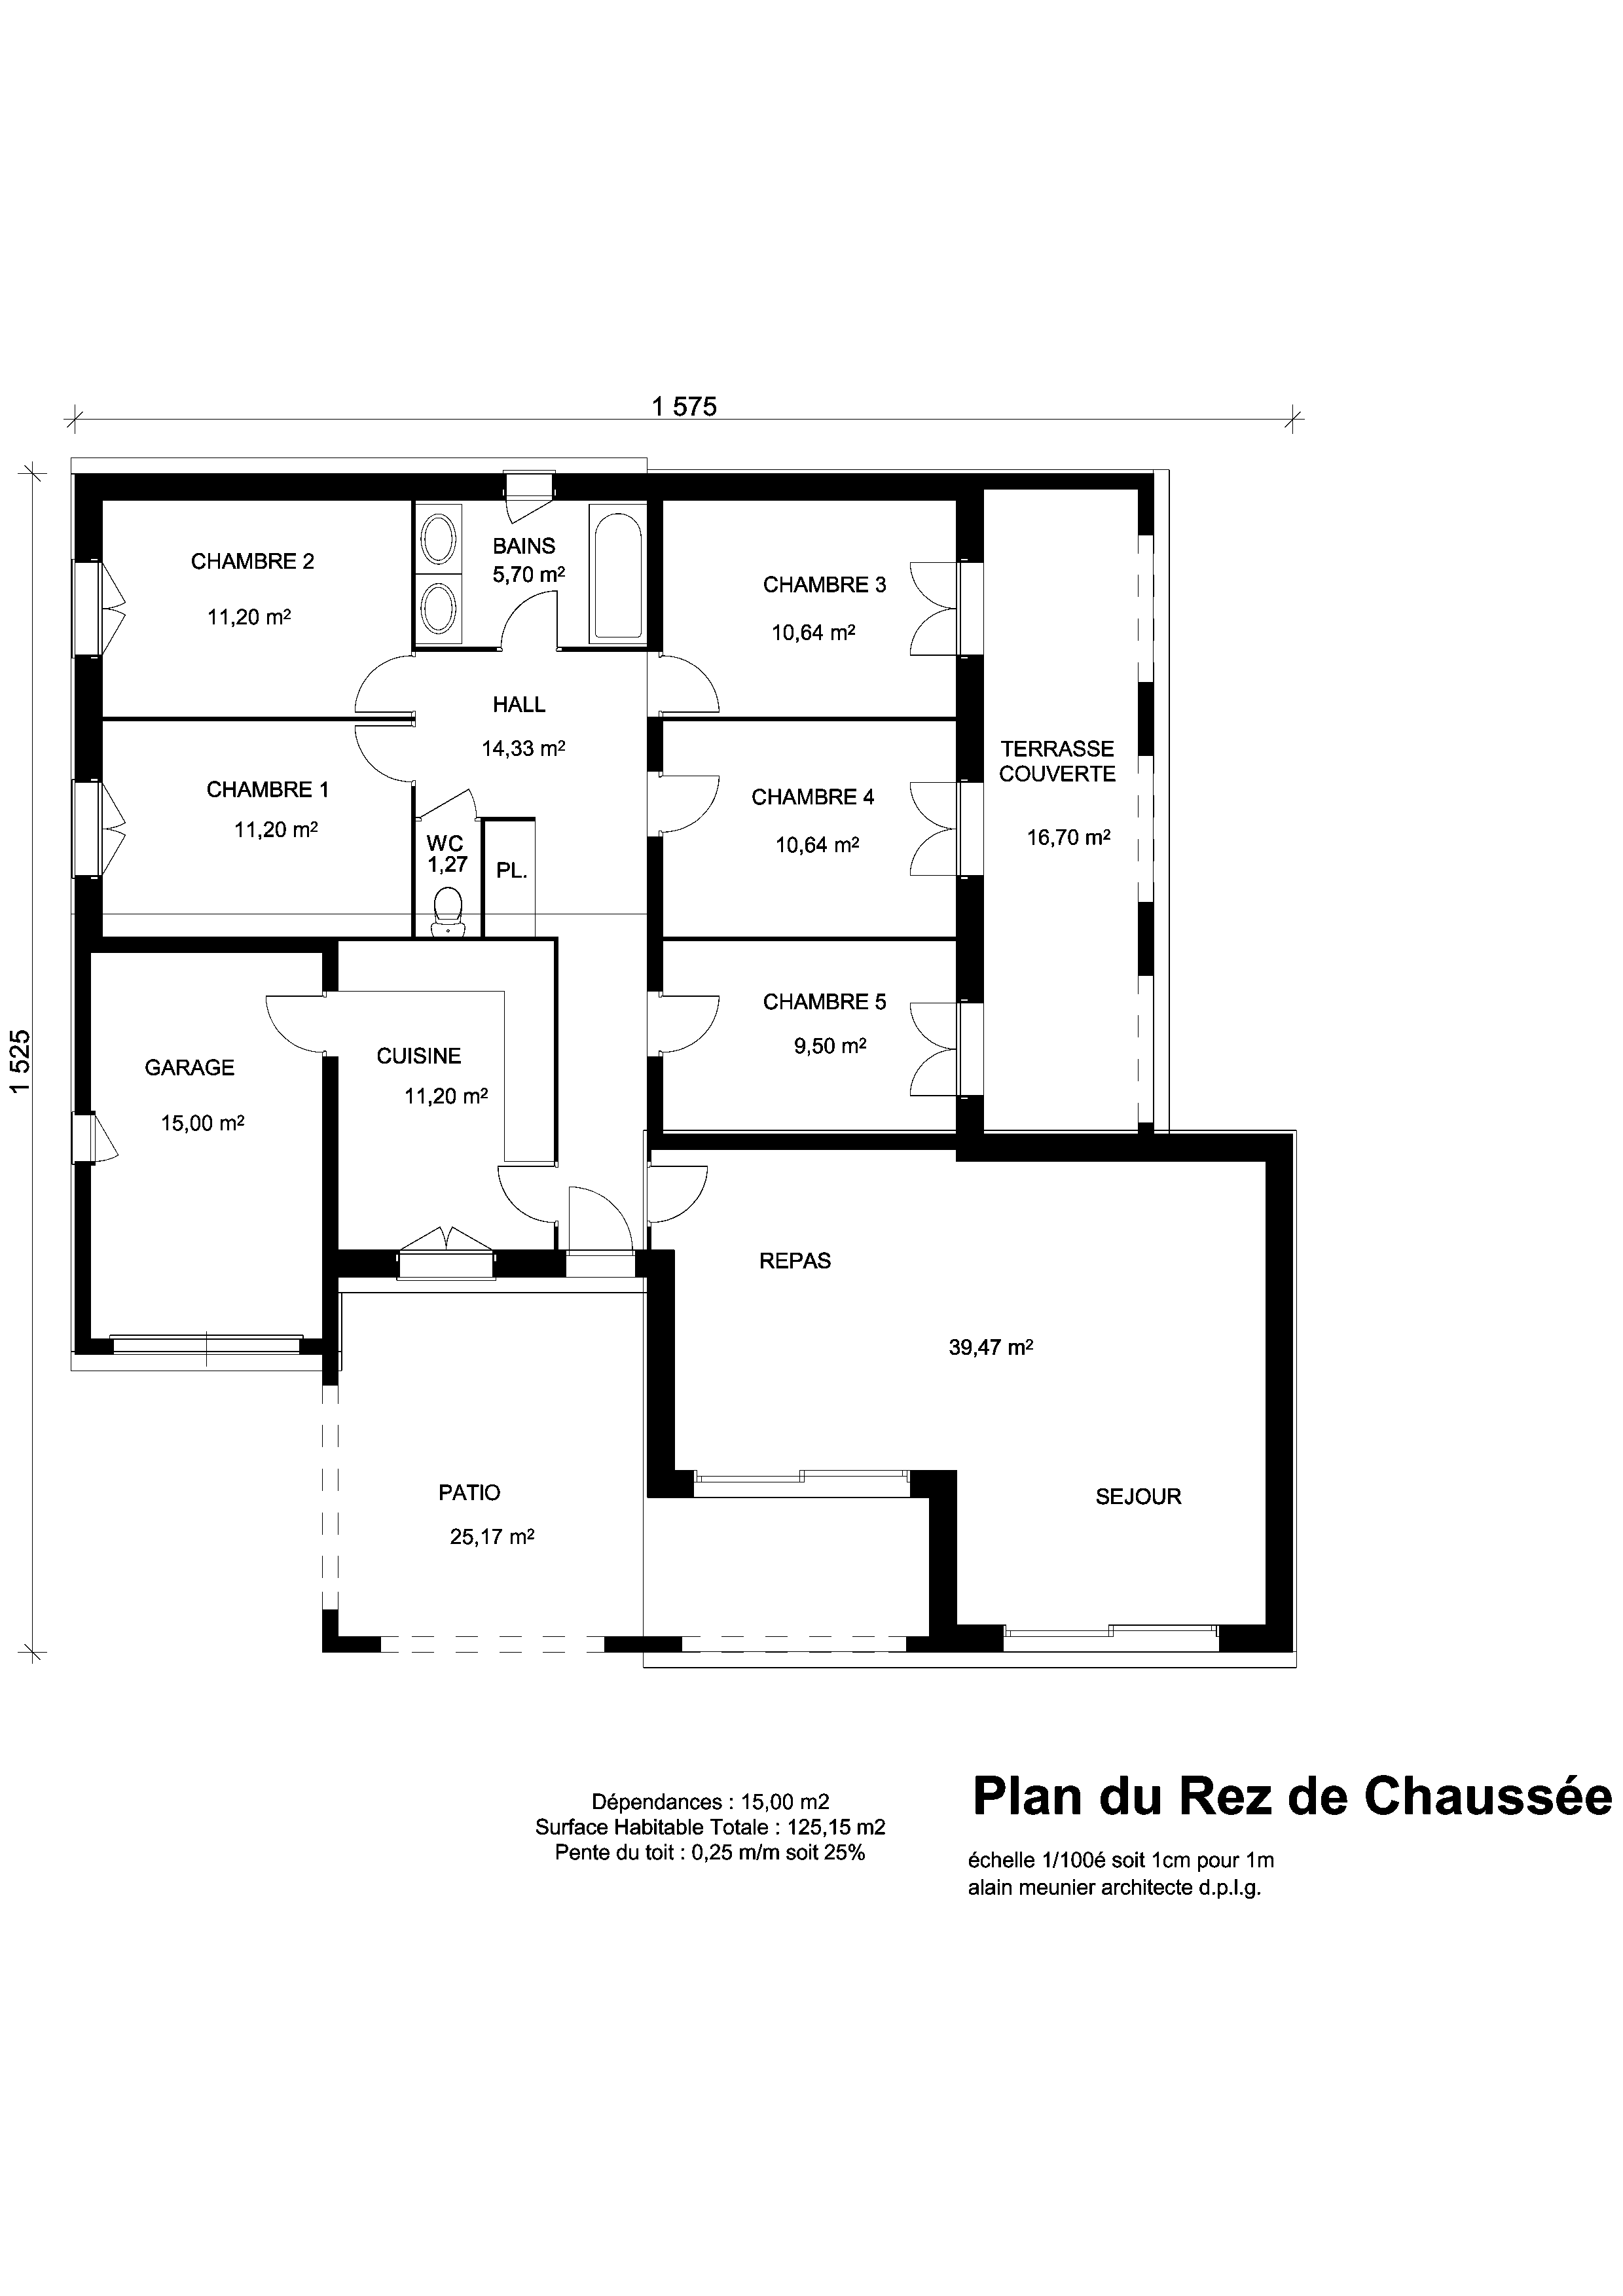 1 575
CHAMBRE 2
11,20 m²
BAINS
5,70 m²
CHAMBRE 3
10,64 m²
HALL
14,33 m²
TERRASSE
COUVERTE
16,70 m²
CHAMBRE 1
11,20 m²
CHAMBRE 4
10,64 m²
WC
1,27
PL.
1 525
GARAGE
15,00 m²
CUISINE
11,20 m²
CHAMBRE 5
9,50 m²
REPAS
39,47 m²
PATIO
25,17 m²
SEJOUR
Dépendances : 15,00 m2
Surface Habitable Totale : 125,15 m2
Pente du toit : 0,25 m/m soit 25%
Plan du Rez de Chaussée
échelle 1/100é soit 1cm pour 1m
alain meunier architecte d.p.l.g.